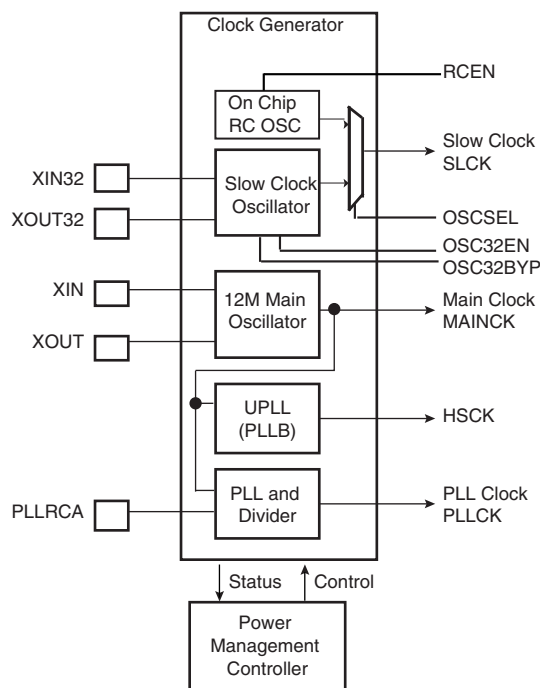 Clock Generator
RCEN
On Chip
RC OSC
Slow Clock
SLCK
XIN32
Slow Clock
Oscillator
XOUT32
OSCSEL
OSC32EN
OSC32BYP
XIN
12M Main
Oscillator
Main Clock
MAINCK
XOUT
UPLL
(PLLB)
HSCK
PLLRCA
PLL and
Divider
PLL Clock
PLLCK
Status
Control
Power
Management
Controller